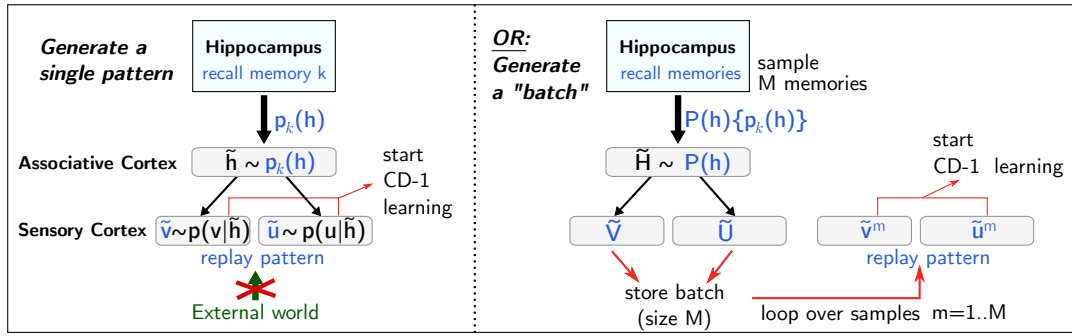 Generate a
single pattern
Hippocampus
recall memory k
pₖ(h)
Associative Cortex
h̃ ~ pₖ(h)
start
CD-1
learning
Sensory Cortex
ṽ~p(v|h̃)
ũ~p(u|h̃)
replay pattern
External world
OR:
Generate
a "batch"
Hippocampus
recall memories
sample
M memories
P(h){pₖ(h)}
H̃ ~ P(h)
start
CD-1 learning
Ṽ
Ũ
ṽᵐ
ũᵐ
replay pattern
store batch
(size M)
loop over samples m=1..M